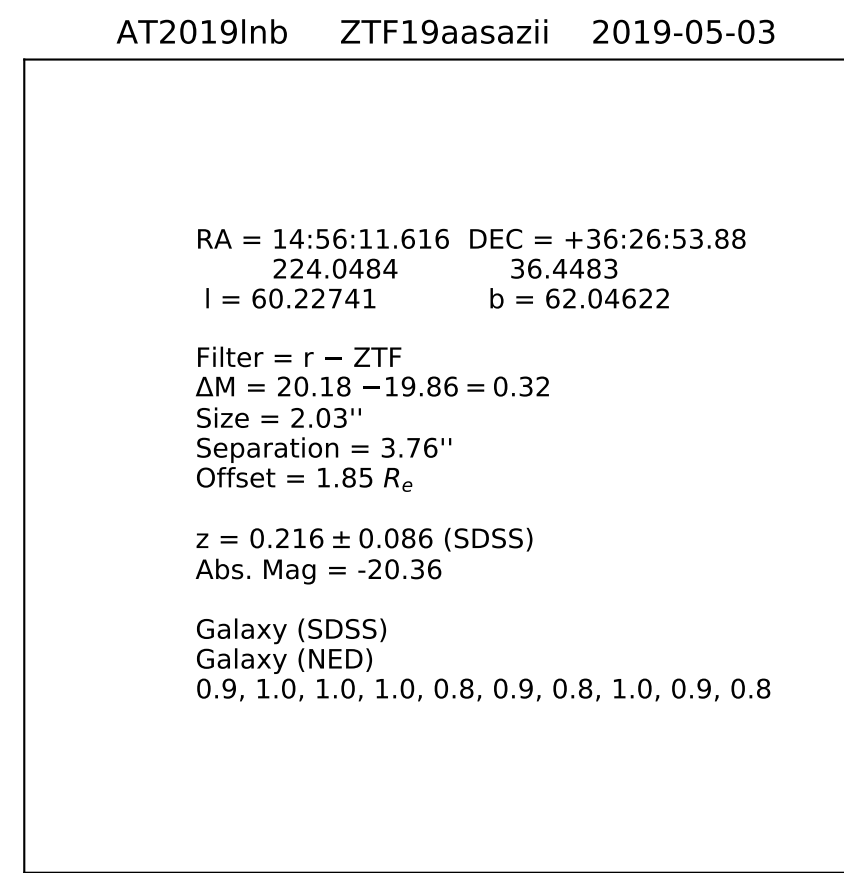 AT2019lnb ZTF19aasazii 2019-05-03
RA = 14:56:11.616 DEC = +36:26:53.88
224.0484 36.4483
l = 60.22741 b = 62.04622
Filter = r − ZTF
ΔM = 20.18 −19.86 = 0.32
Size = 2.03''
Separation = 3.76''
Offset = 1.85 Re
z = 0.216 ± 0.086 (SDSS)
Abs. Mag = -20.36
Galaxy (SDSS)
Galaxy (NED)
0.9, 1.0, 1.0, 1.0, 0.8, 0.9, 0.8, 1.0, 0.9, 0.8